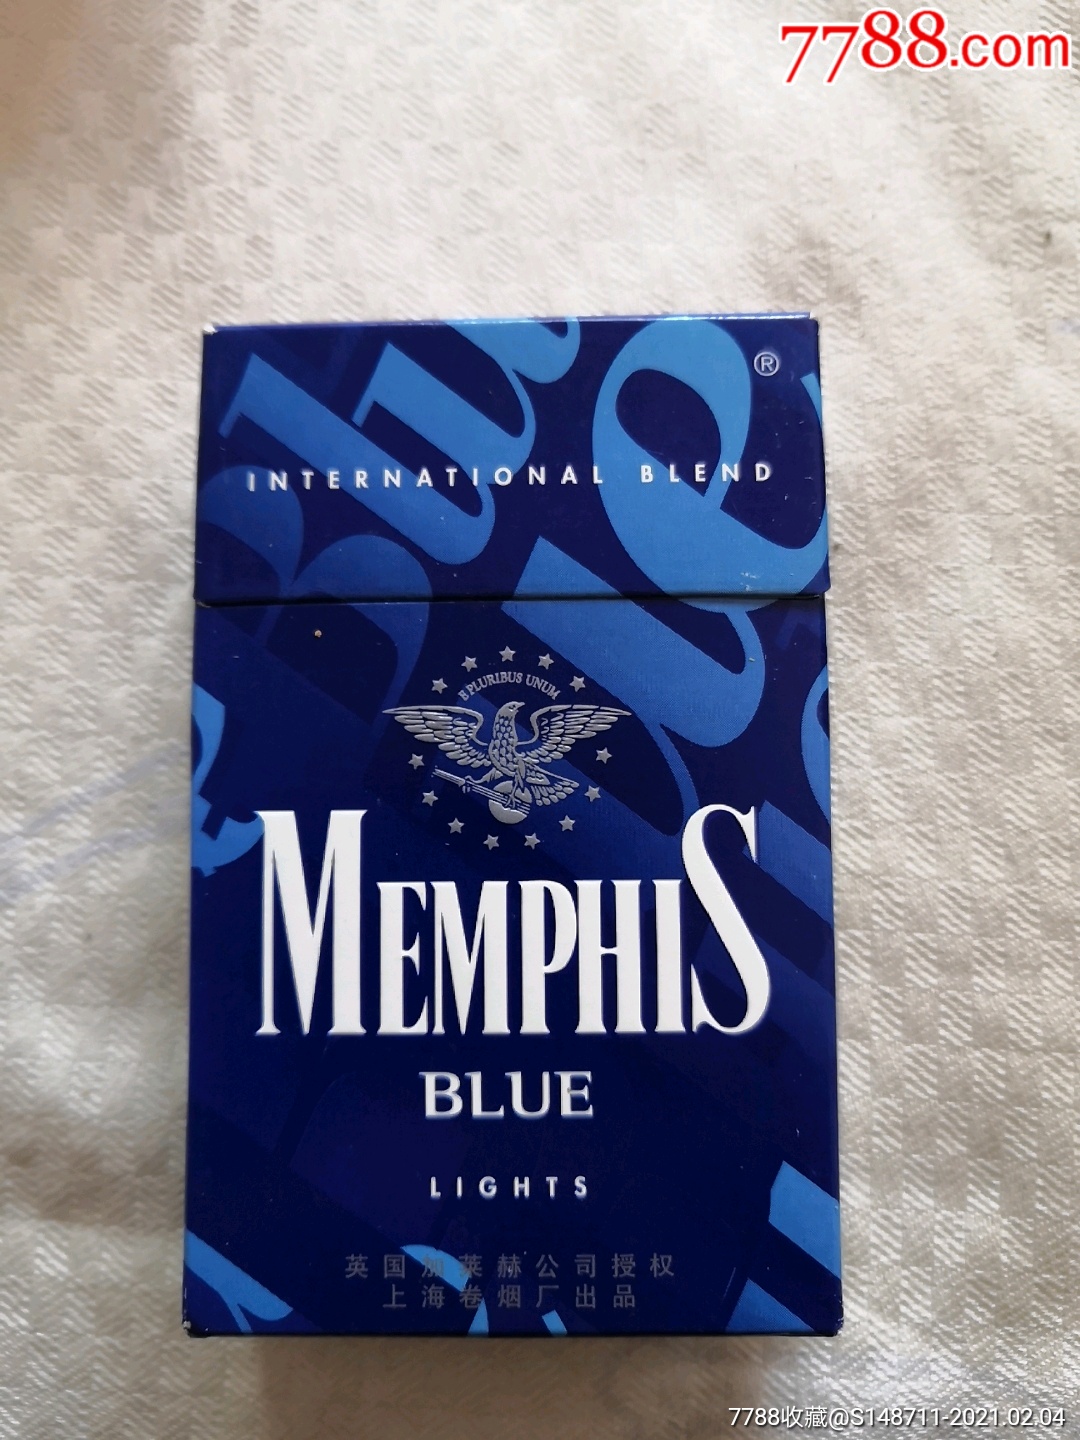 7788.com
Blue
®
INTERNATIONAL BLEND
E PLURIBUS UNUM
MEMPHIS
BLUE
LIGHTS
英国加莱赫公司授权
上海卷烟厂出品
7788收藏@S148711-2021.02.04